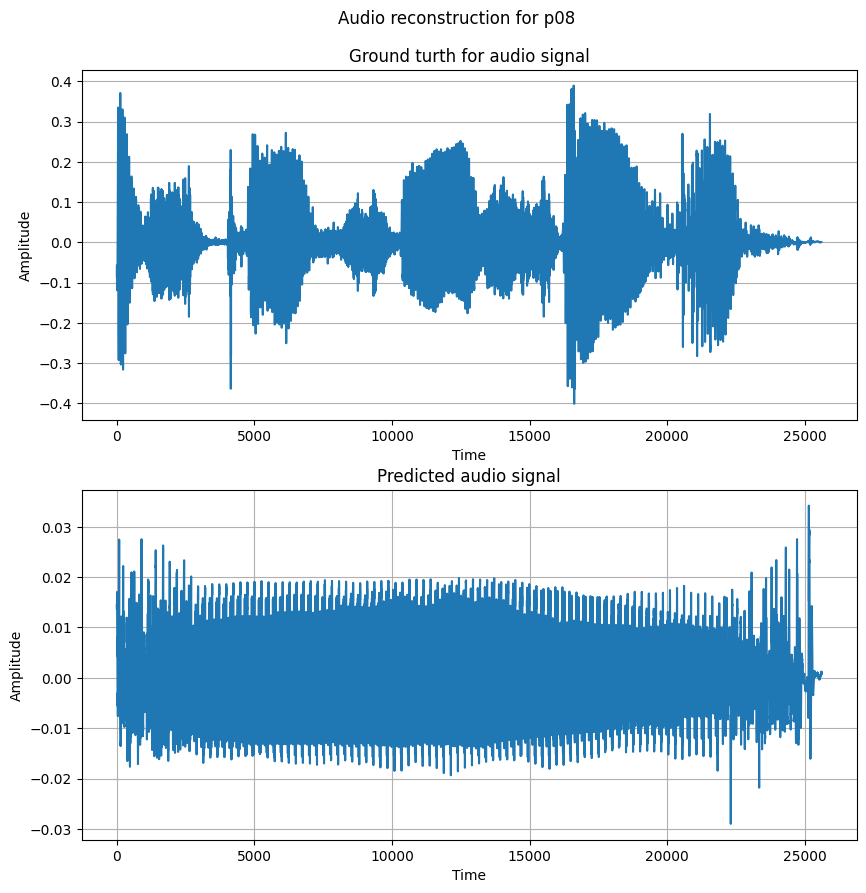 Audio reconstruction for p08
Ground turth for audio signal
0.4
0.3
0.2
0.1
0.0
−0.1
−0.2
−0.3
−0.4
Amplitude
0 5000 10000 15000 20000 25000
Time
Predicted audio signal
0.03
0.02
0.01
0.00
−0.01
−0.02
−0.03
Amplitude
0 5000 10000 15000 20000 25000
Time